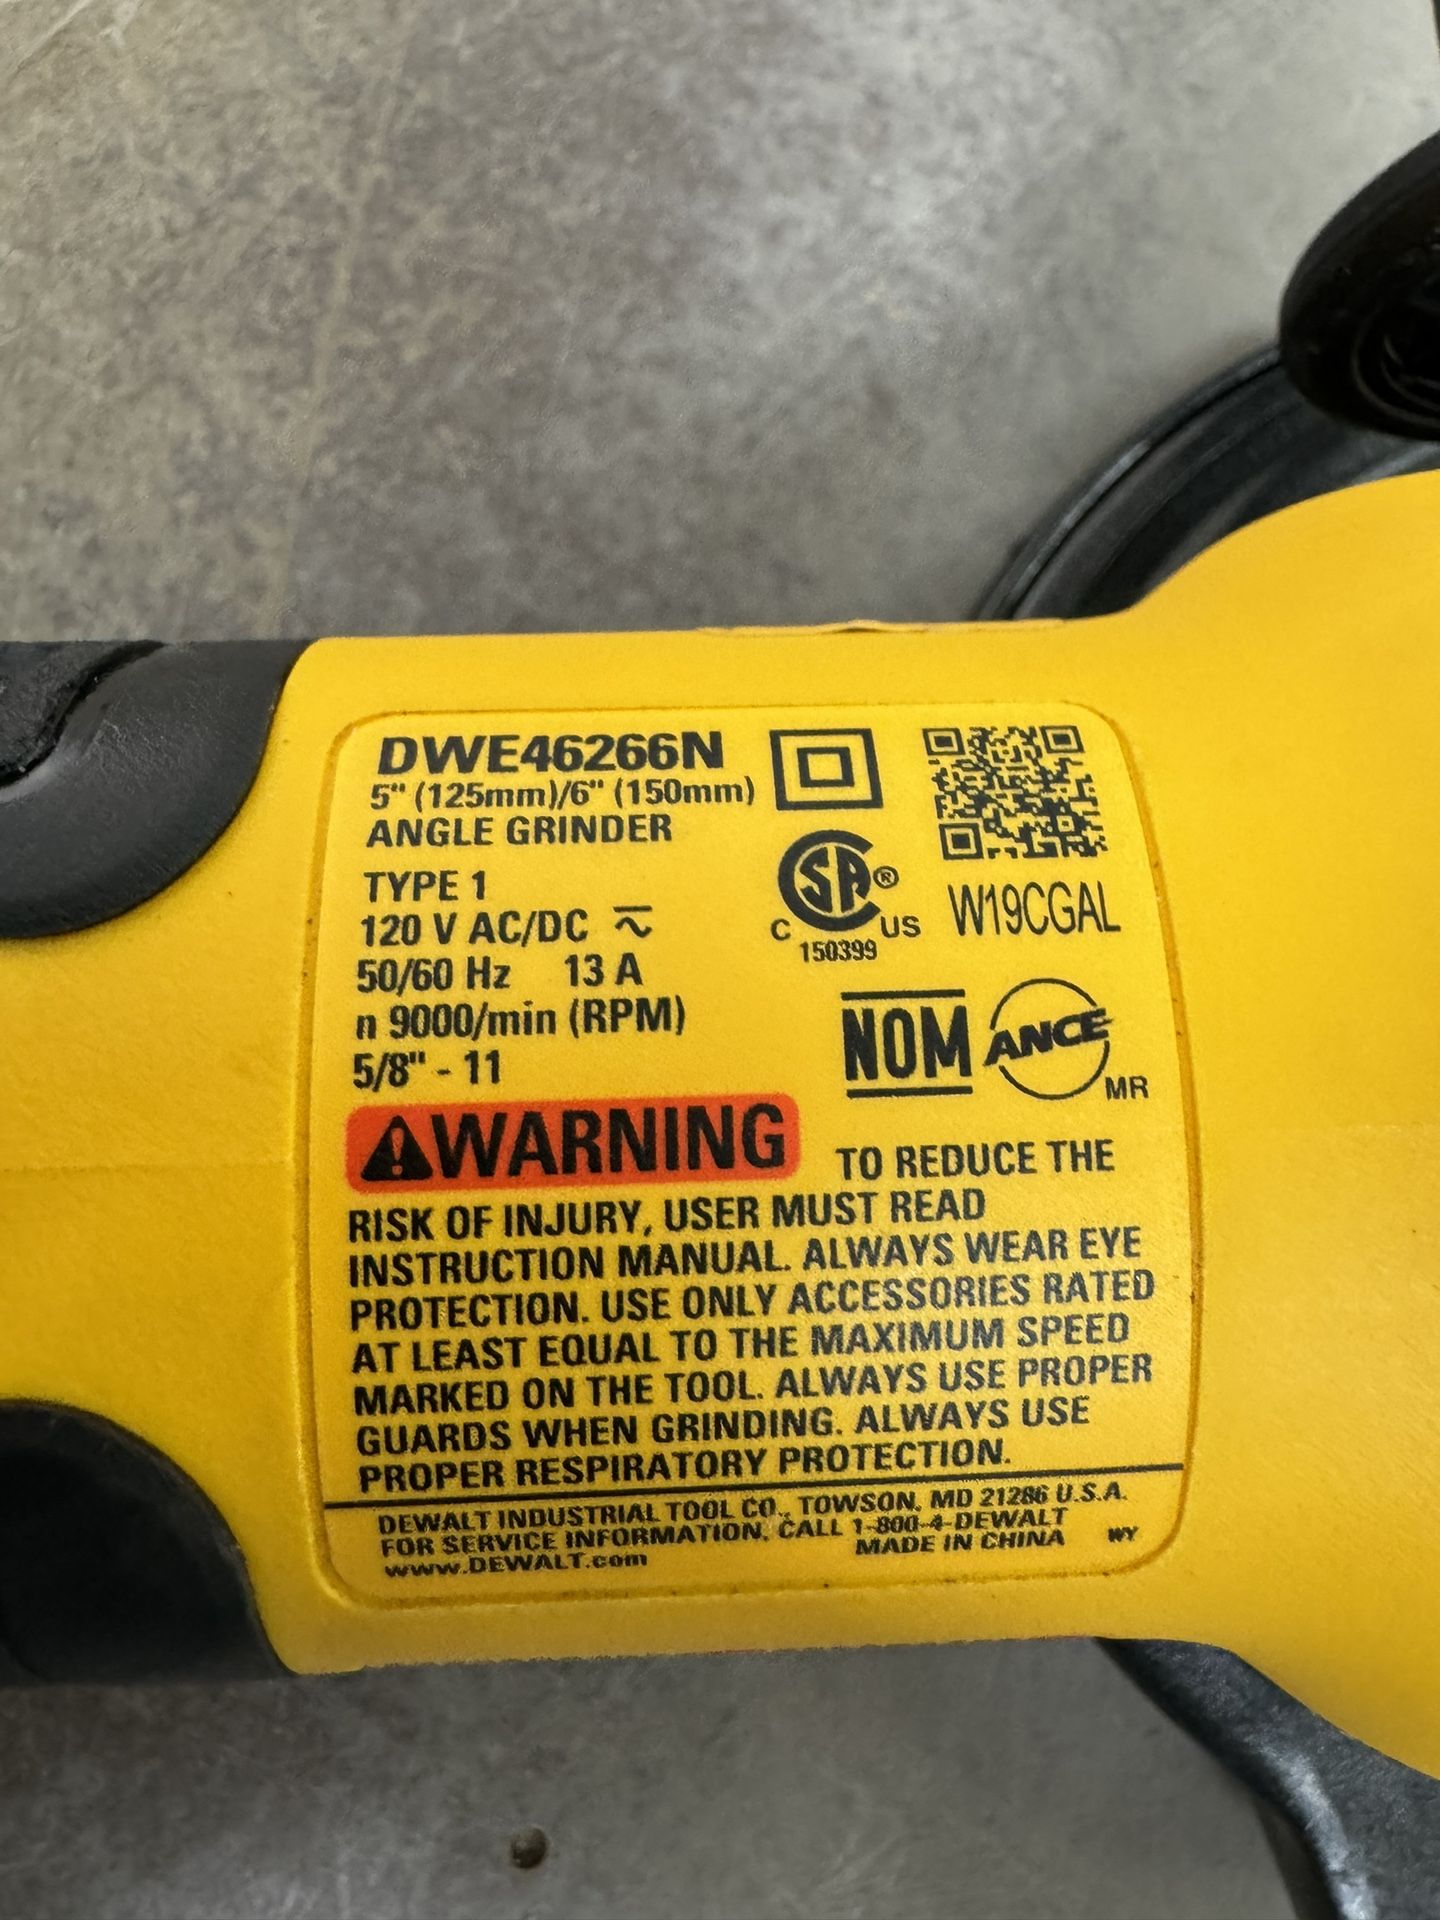 DWE46266N
5" (125mm)/6" (150mm)
ANGLE GRINDER
TYPE 1
120 V AC/DC
50/60 Hz 13 A
n 9000/min (RPM)
5/8" - 11
C SA ® US
150399
W19CGAL
NOM ANCE MR
WARNING TO REDUCE THE
RISK OF INJURY, USER MUST READ
INSTRUCTION MANUAL. ALWAYS WEAR EYE
PROTECTION. USE ONLY ACCESSORIES RATED
AT LEAST EQUAL TO THE MAXIMUM SPEED
MARKED ON THE TOOL. ALWAYS USE PROPER
GUARDS WHEN GRINDING. ALWAYS USE
PROPER RESPIRATORY PROTECTION.
DEWALT INDUSTRIAL TOOL CO., TOWSON, MD 21286 U.S.A.
FOR SERVICE INFORMATION, CALL 1-800-4-DEWALT
www.DEWALT.com MADE IN CHINA WY